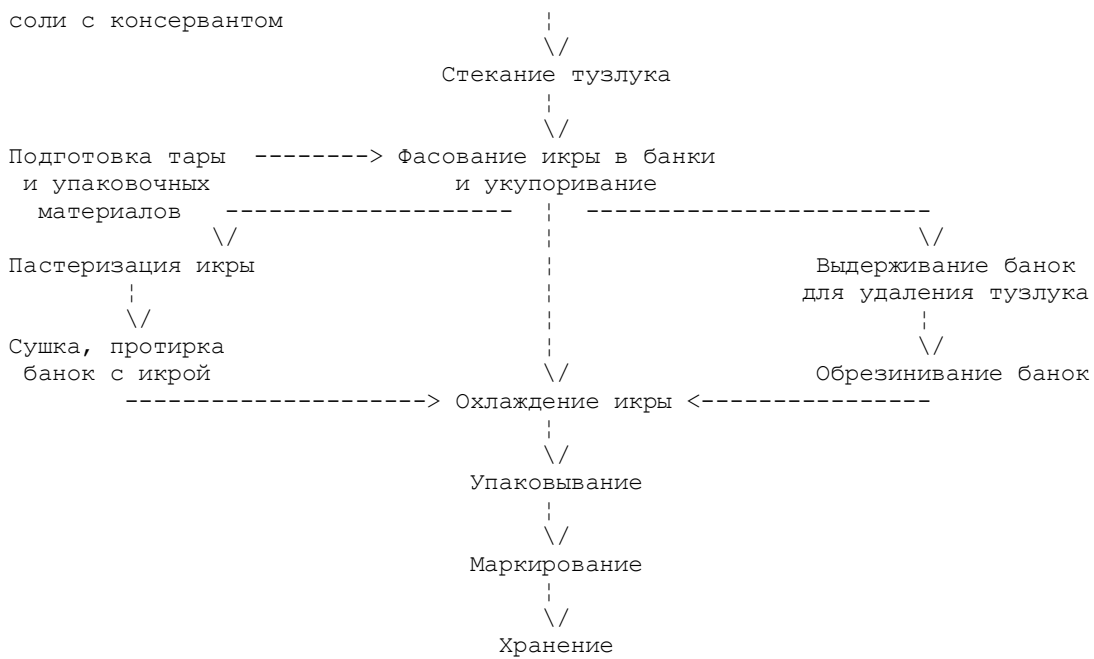 соли с консервантом ¦
\/
Стекание тузлука
¦
\/
Подготовка тары --------> Фасование икры в банки
и упаковочных и укупоривание
материалов -------------------- ¦ ------------------------
\/ ¦ \/
Пастеризация икры ¦ Выдерживание банок
¦ ¦ для удаления тузлука
\/ ¦ ¦
Сушка, протирка ¦ \/
банок с икрой \/ Обрезинивание банок
---------------------> Охлаждение икры <----------------
¦
\/
Упаковывание
¦
\/
Маркирование
¦
\/
Хранение